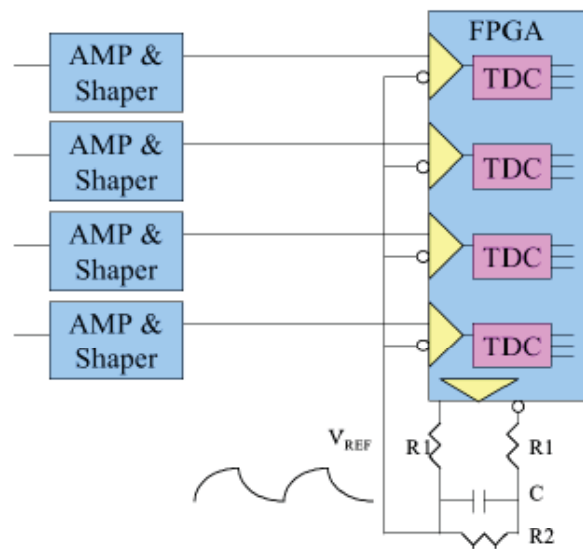 FPGA
AMP &
Shaper
TDC
AMP &
Shaper
TDC
AMP &
Shaper
TDC
AMP &
Shaper
TDC
VREF
R1
R1
C
R2